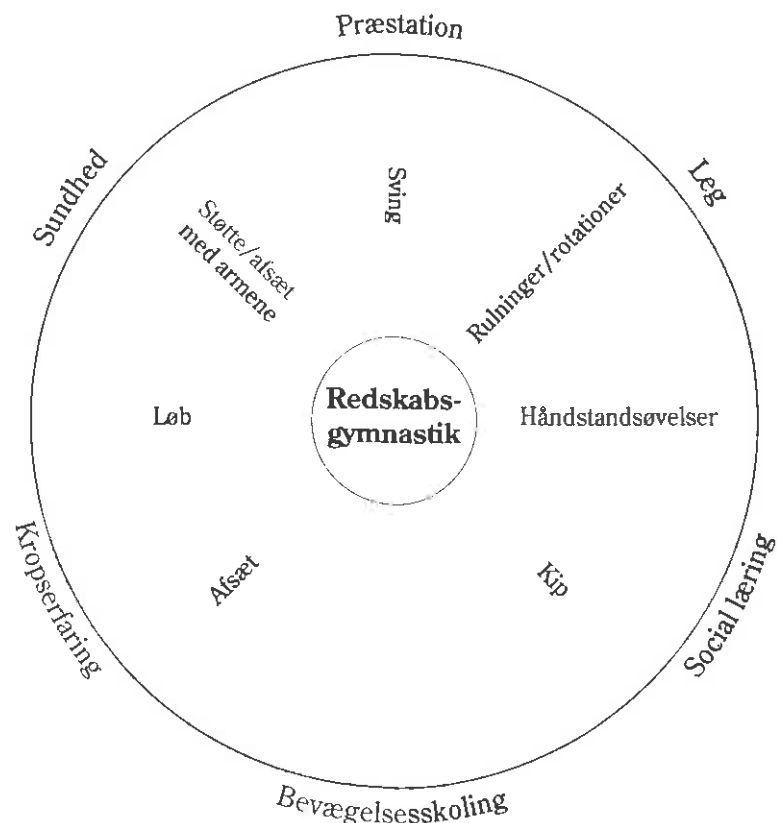 Præstation
Leg
Sundhed
Sving
Støtte/afsæt
med armene
Rulninger/rotationer
Redskabs-
gymnastik
Løb
Håndstandsøvelser
Afsæt
Kip
Kropserfaring
Social læring
Bevægelsesskoling